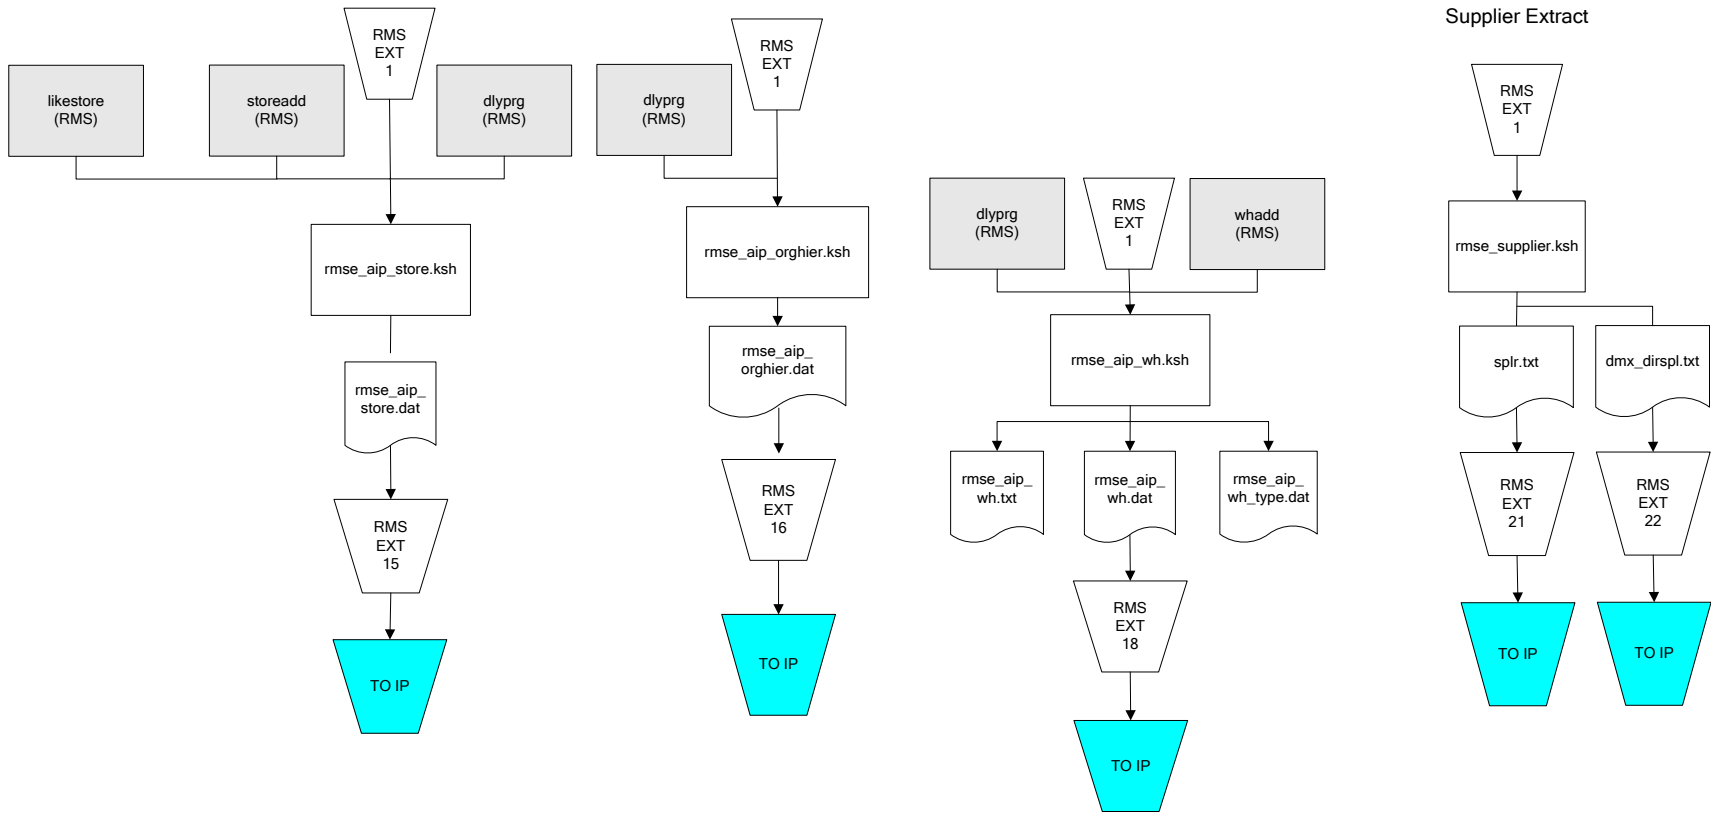 Supplier Extract
RMS
EXT
1
likestore
(RMS)
storeadd
(RMS)
dlyprg
(RMS)
rmse_aip_store.ksh
rmse_aip_
store.dat
RMS
EXT
15
TO IP
RMS
EXT
1
dlyprg
(RMS)
rmse_aip_orghier.ksh
rmse_aip_
orghier.dat
RMS
EXT
16
TO IP
dlyprg
(RMS)
RMS
EXT
1
whadd
(RMS)
rmse_aip_wh.ksh
rmse_aip_
wh.txt
rmse_aip_
wh.dat
rmse_aip_
wh_type.dat
RMS
EXT
18
TO IP
RMS
EXT
1
rmse_supplier.ksh
splr.txt
dmx_dirspl.txt
RMS
EXT
21
RMS
EXT
22
TO IP
TO IP